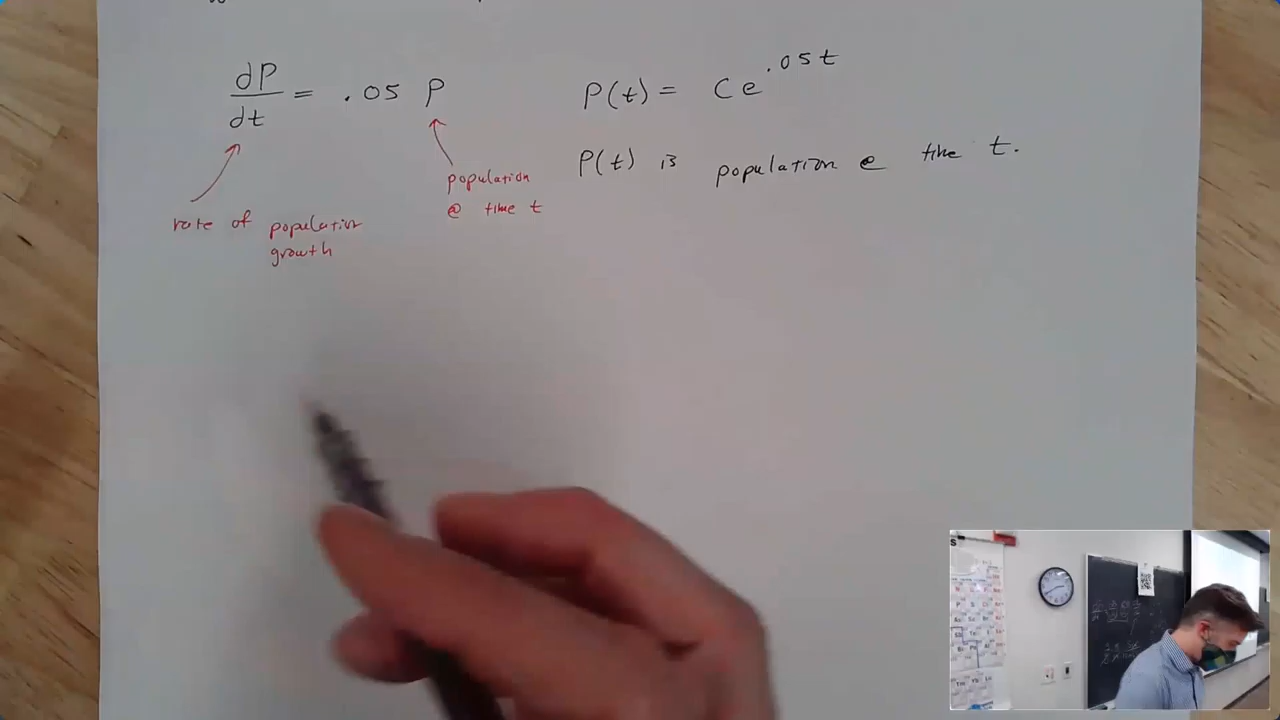 dP/dt = .05 P
P(t) = Ce^.05t
P(t) is population @ time t.
population
@ time t
rate of population
growth